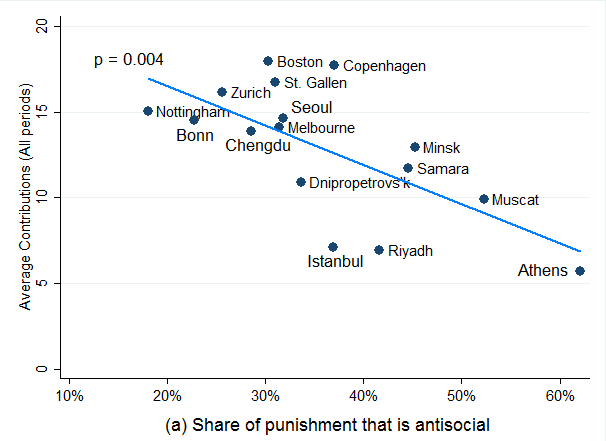 20
15
10
5
0
Average Contributions (All periods)
p = 0.004
Boston
Copenhagen
St. Gallen
Zurich
Seoul
Nottingham
Bonn
Melbourne
Chengdu
Minsk
Samara
Dnipropetrovs'k
Muscat
Istanbul
Riyadh
Athens
10%
20%
30%
40%
50%
60%
(a) Share of punishment that is antisocial